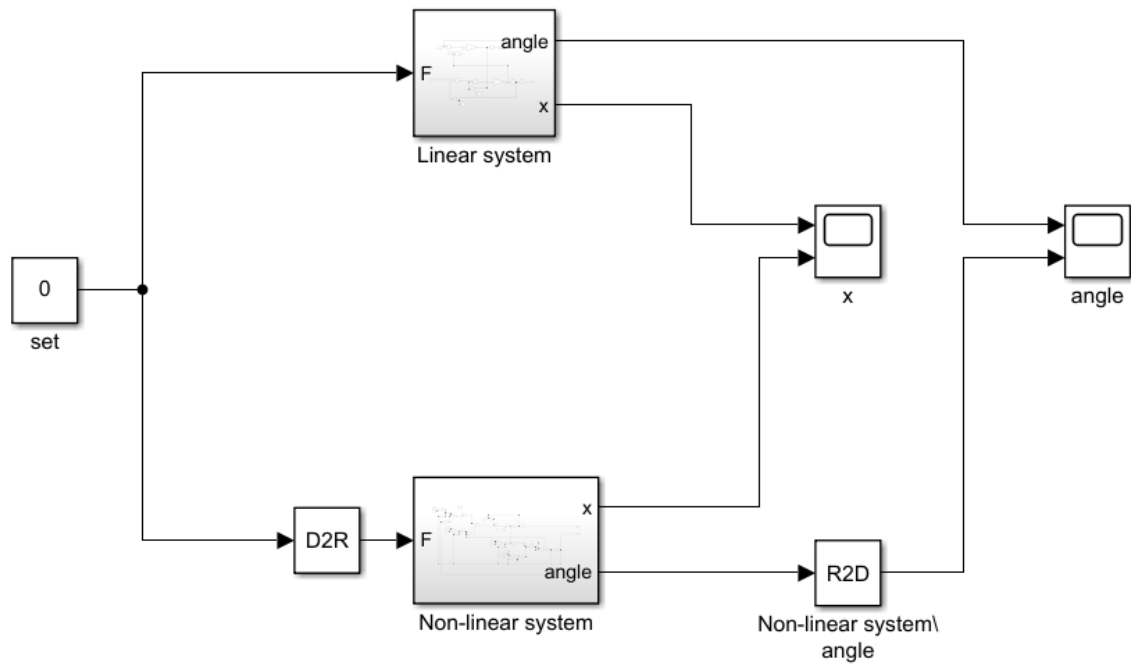 angle
F
x
Linear system
0
set
x
angle
D2R
F
x
angle
Non-linear system
R2D
Non-linear system\
angle